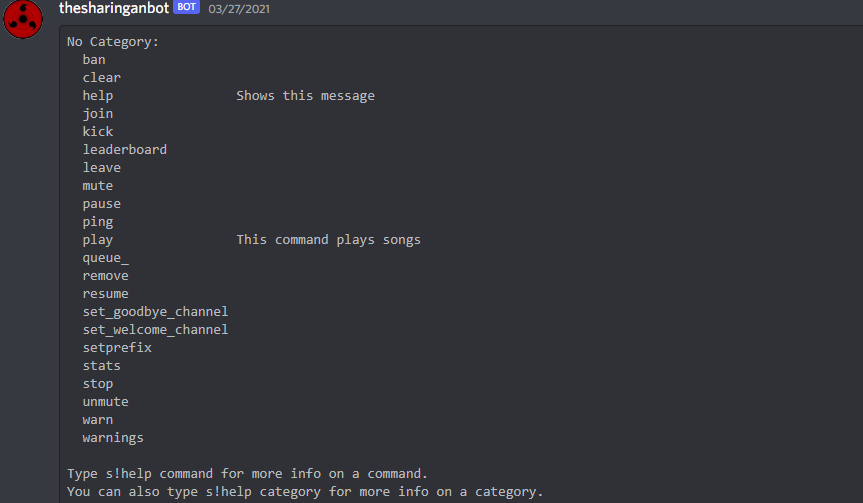 thesharinganbot BOT 03/27/2021
No Category:
ban
clear
help Shows this message
join
kick
leaderboard
leave
mute
pause
ping
play This command plays songs
queue_
remove
resume
set_goodbye_channel
set_welcome_channel
setprefix
stats
stop
unmute
warn
warnings
Type s!help command for more info on a command.
You can also type s!help category for more info on a category.